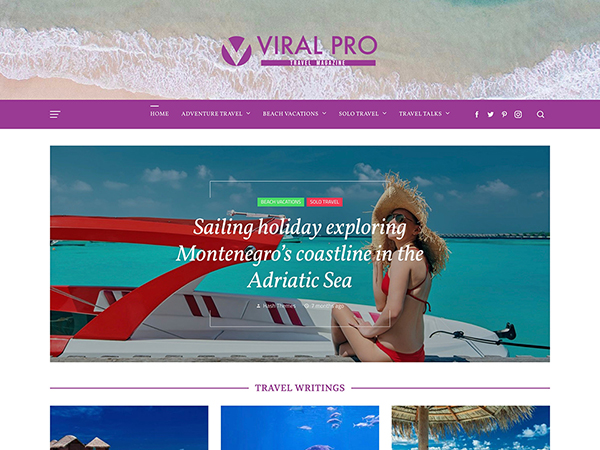 VIRAL PRO
TRAVEL MAGAZINE
HOME ADVENTURE TRAVEL BEACH VACATIONS SOLO TRAVEL TRAVEL TALKS
BEACH VACATIONS SOLO TRAVEL
Sailing holiday exploring
Montenegro's coastline in the
Adriatic Sea
Hash Themes 7 months ago
TRAVEL WRITINGS